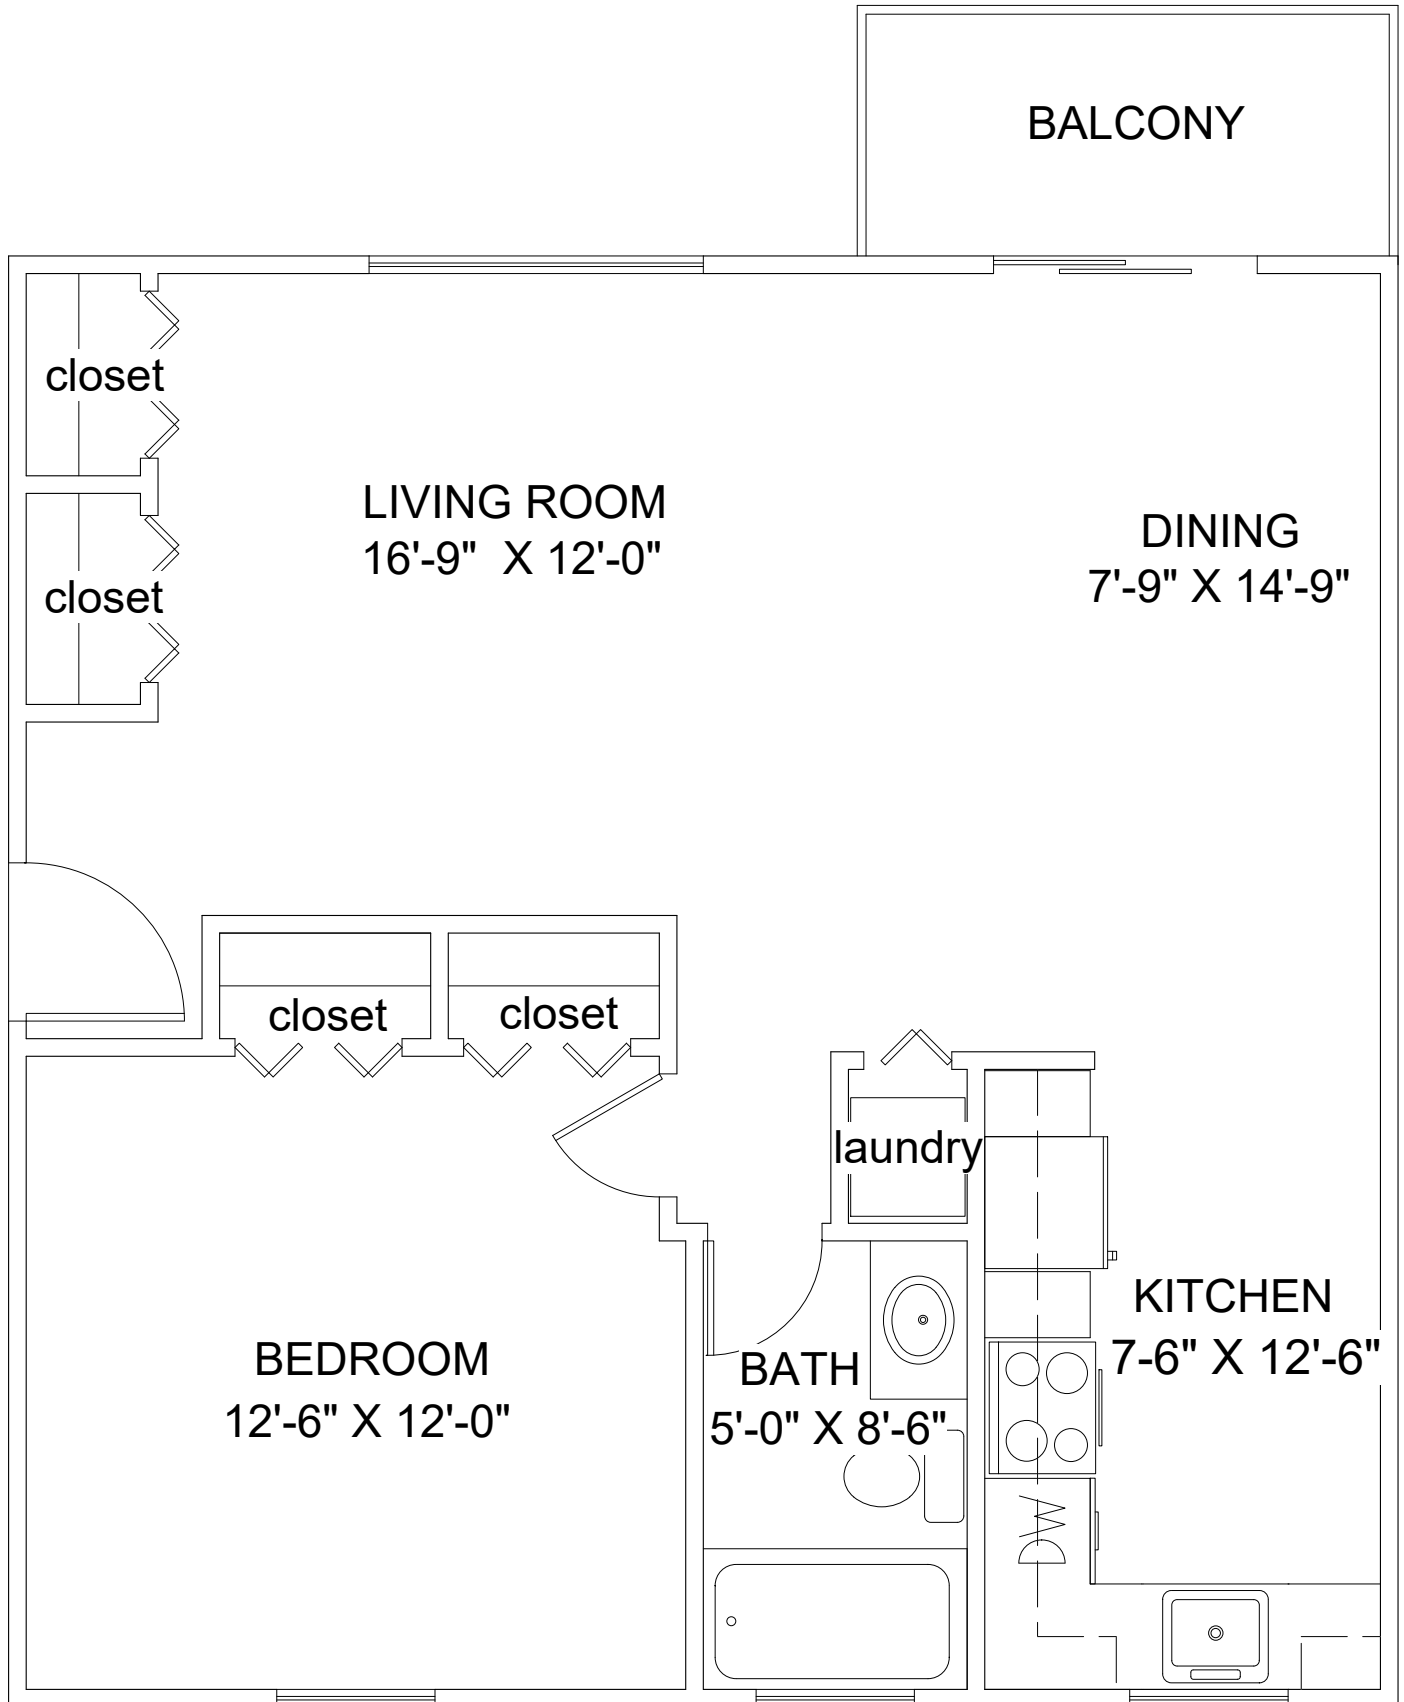 BALCONY
closet
closet
LIVING ROOM
16'-9" X 12'-0"
DINING
7'-9" X 14'-9"
closet
closet
laundry
KITCHEN
7-6" X 12'-6"
BEDROOM
12'-6" X 12'-0"
BATH
5'-0" X 8'-6"